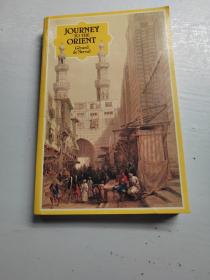 JOURNEY
TO THE
ORIENT
Gérard
de Nerval